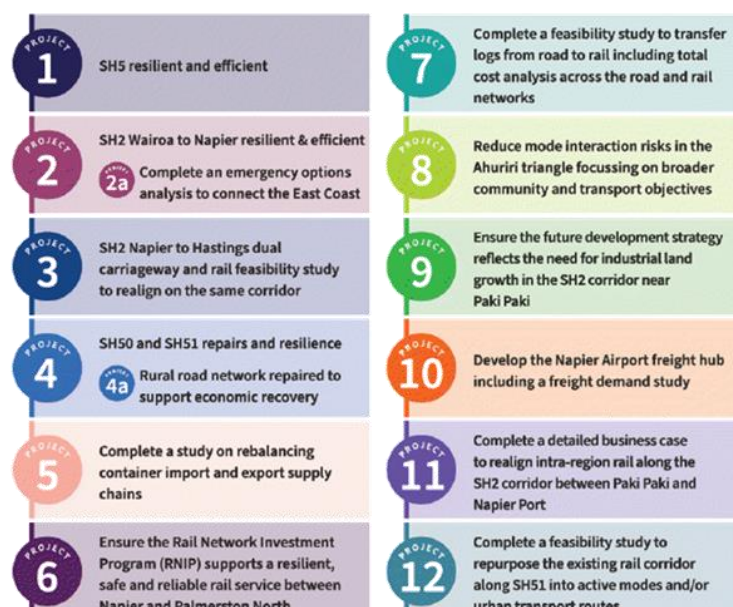 PROJECT
1
SH5 resilient and efficient
PROJECT
2
SH2 Wairoa to Napier resilient & efficient
PROJECT
2a
Complete an emergency options
analysis to connect the East Coast
PROJECT
3
SH2 Napier to Hastings dual
carriageway and rail feasibility study
to realign on the same corridor
PROJECT
4
SH50 and SH51 repairs and resilience
PROJECT
4a
Rural road network repaired to
support economic recovery
PROJECT
5
Complete a study on rebalancing
container import and export supply
chains
PROJECT
6
Ensure the Rail Network Investment
Program (RNIP) supports a resilient,
safe and reliable rail service between
Napier and Palmerston North
PROJECT
7
Complete a feasibility study to transfer
logs from road to rail including total
cost analysis across the road and rail
networks
PROJECT
8
Reduce mode interaction risks in the
Ahuriri triangle focussing on broader
community and transport objectives
PROJECT
9
Ensure the future development strategy
reflects the need for industrial land
growth in the SH2 corridor near
Paki Paki
PROJECT
10
Develop the Napier Airport freight hub
including a freight demand study
PROJECT
11
Complete a detailed business case
to realign intra-region rail along the
SH2 corridor between Paki Paki and
Napier Port
PROJECT
12
Complete a feasibility study to
repurpose the existing rail corridor
along SH51 into active modes and/or
urban transport routes